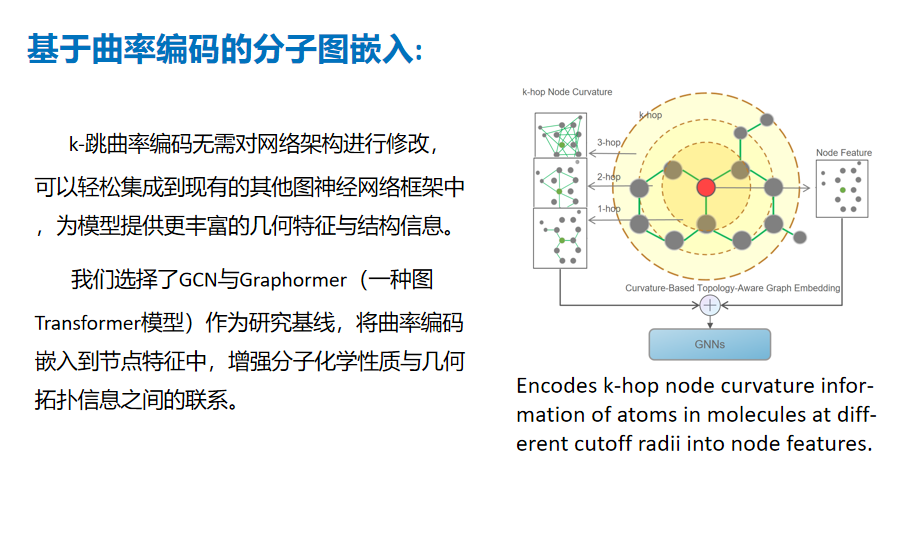 基于曲率编码的分子图嵌入:
k-跳曲率编码无需对网络架构进行修改，
可以轻松集成到现有的其他图神经网络框架中
，为模型提供更丰富的几何特征与结构信息。
我们选择了GCN与Graphormer（一种图
Transformer模型）作为研究基线，将曲率编码
嵌入到节点特征中，增强分子化学性质与几何
拓扑信息之间的联系。
k-hop Node Curvature
k-hop
3-hop
2-hop
1-hop
Node Feature
Curvature-Based Topology-Aware Graph Embedding
GNNs
Encodes k-hop node curvature infor-
mation of atoms in molecules at diff-
erent cutoff radii into node features.